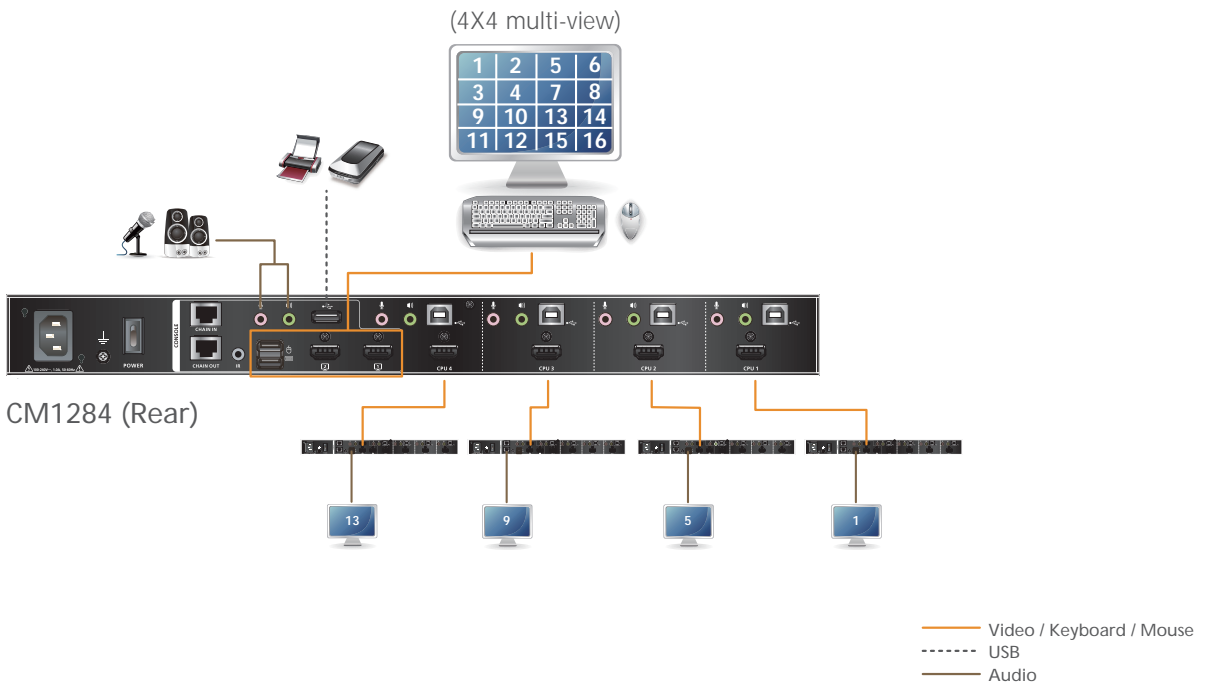 (4X4 multi-view)
1 2 5 6
3 4 7 8
9 10 13 14
11 12 15 16
CONSOLE
CHAIN IN
CHAIN OUT
IR
POWER
2
1
CPU 4
CPU 3
CPU 2
CPU 1
CM1284 (Rear)
13
9
5
1
Video / Keyboard / Mouse
USB
Audio